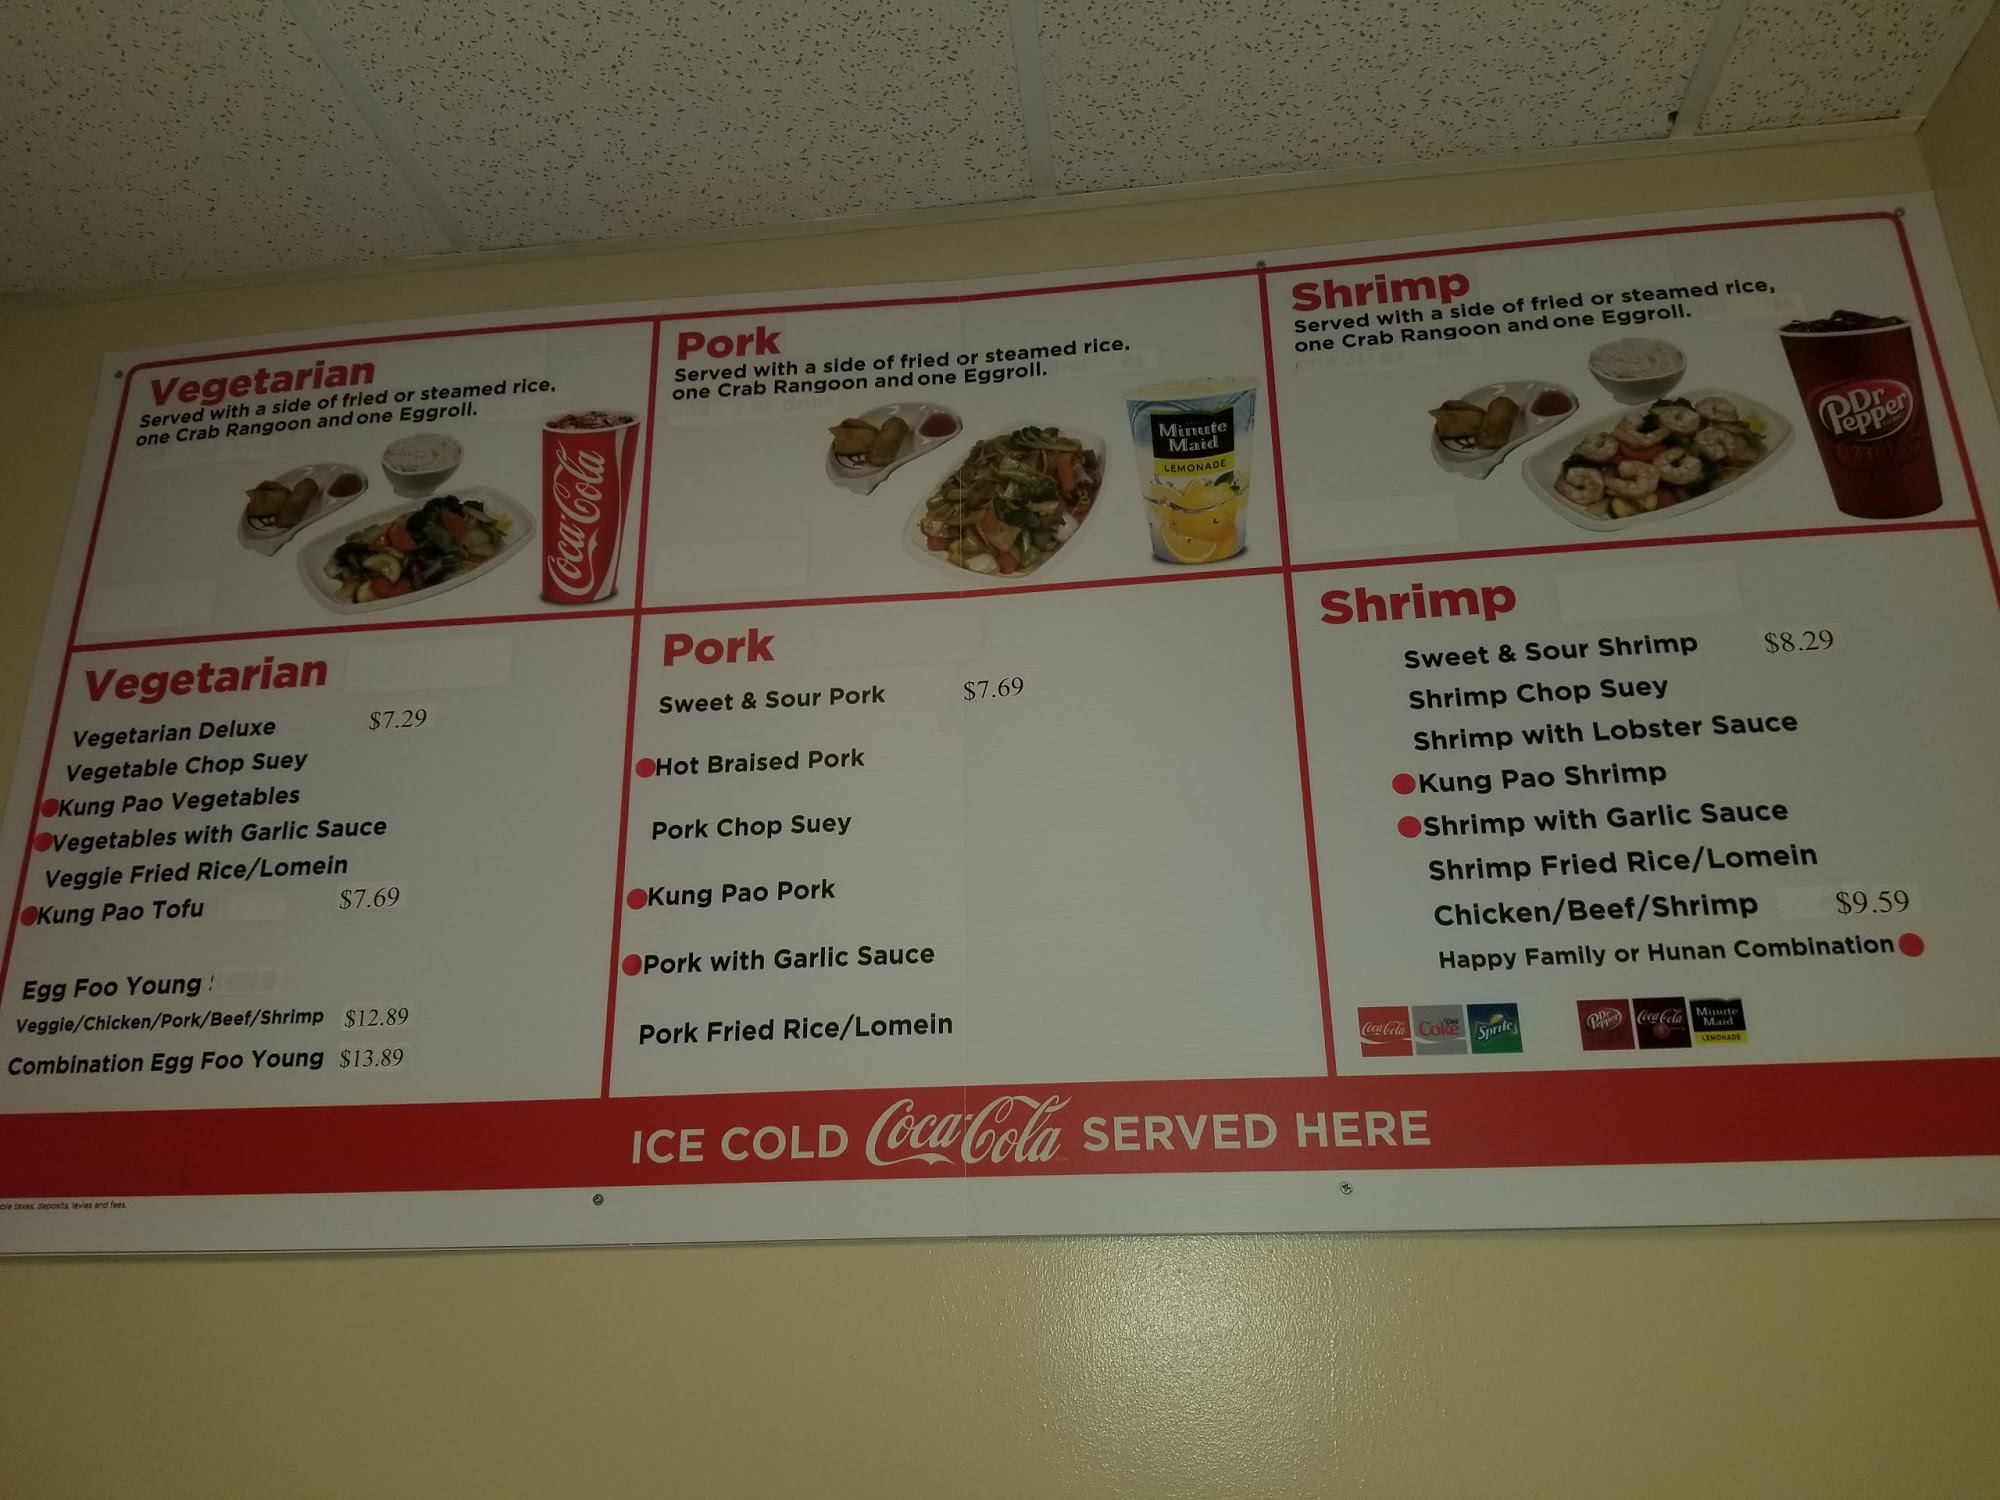 Vegetarian
Served with a side of fried or steamed rice,
one Crab Rangoon and one Eggroll.
Coca-Cola
Pork
Served with a side of fried or steamed rice.
one Crab Rangoon and one Eggroll.
Minute
Maid
LEMONADE
Shrimp
Served with a side of fried or steamed rice,
one Crab Rangoon and one Eggroll.
Dr
Pepper
23
Vegetarian
Vegetarian Deluxe $7.29
Vegetable Chop Suey
Kung Pao Vegetables
Vegetables with Garlic Sauce
Veggie Fried Rice/Lomein
Kung Pao Tofu $7.69
Egg Foo Young
Veggie/Chicken/Pork/Beef/Shrimp $12.89
Combination Egg Foo Young $13.89
Pork
Sweet & Sour Pork $7.69
Hot Braised Pork
Pork Chop Suey
Kung Pao Pork
Pork with Garlic Sauce
Pork Fried Rice/Lomein
Shrimp
Sweet & Sour Shrimp $8.29
Shrimp Chop Suey
Shrimp with Lobster Sauce
Kung Pao Shrimp
Shrimp with Garlic Sauce
Shrimp Fried Rice/Lomein
Chicken/Beef/Shrimp $9.59
Happy Family or Hunan Combination
Coca-Cola
Diet
Coke
Sprite
Dr
Pepper
Coca-Cola
Minute
Maid
LEMONADE
ICE COLD Coca-Cola SERVED HERE
taxes, deposits, levies and fees.